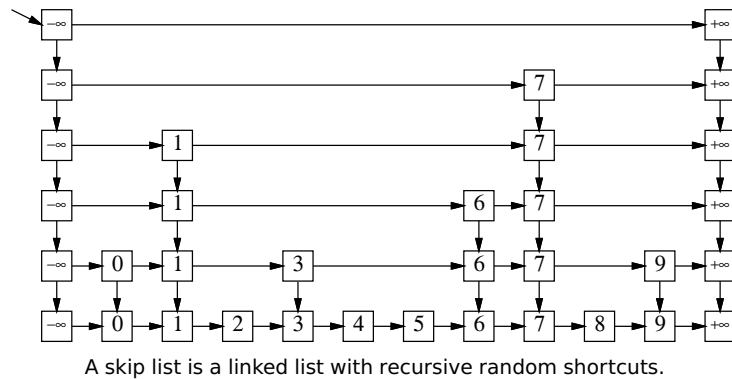 −∞ +∞
−∞ 7 +∞
−∞ 1 7 +∞
−∞ 1 6 7 +∞
−∞ 0 1 3 6 7 9 +∞
−∞ 0 1 2 3 4 5 6 7 8 9 +∞
A skip list is a linked list with recursive random shortcuts.